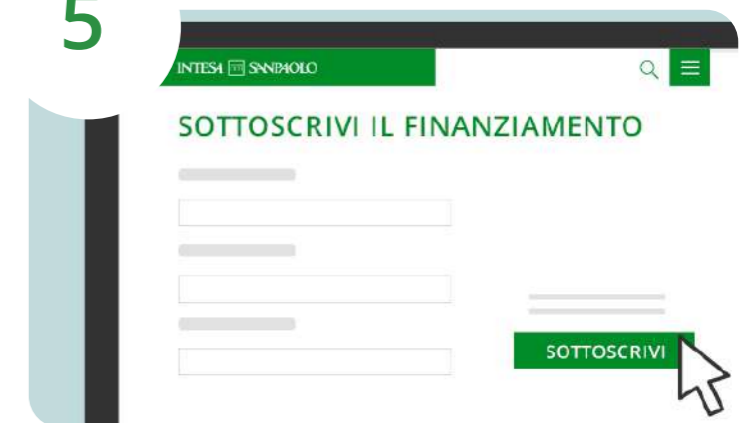 5
INTESA SANPAOLO
SOTTOSCRIVI IL FINANZIAMENTO
SOTTOSCRIVI